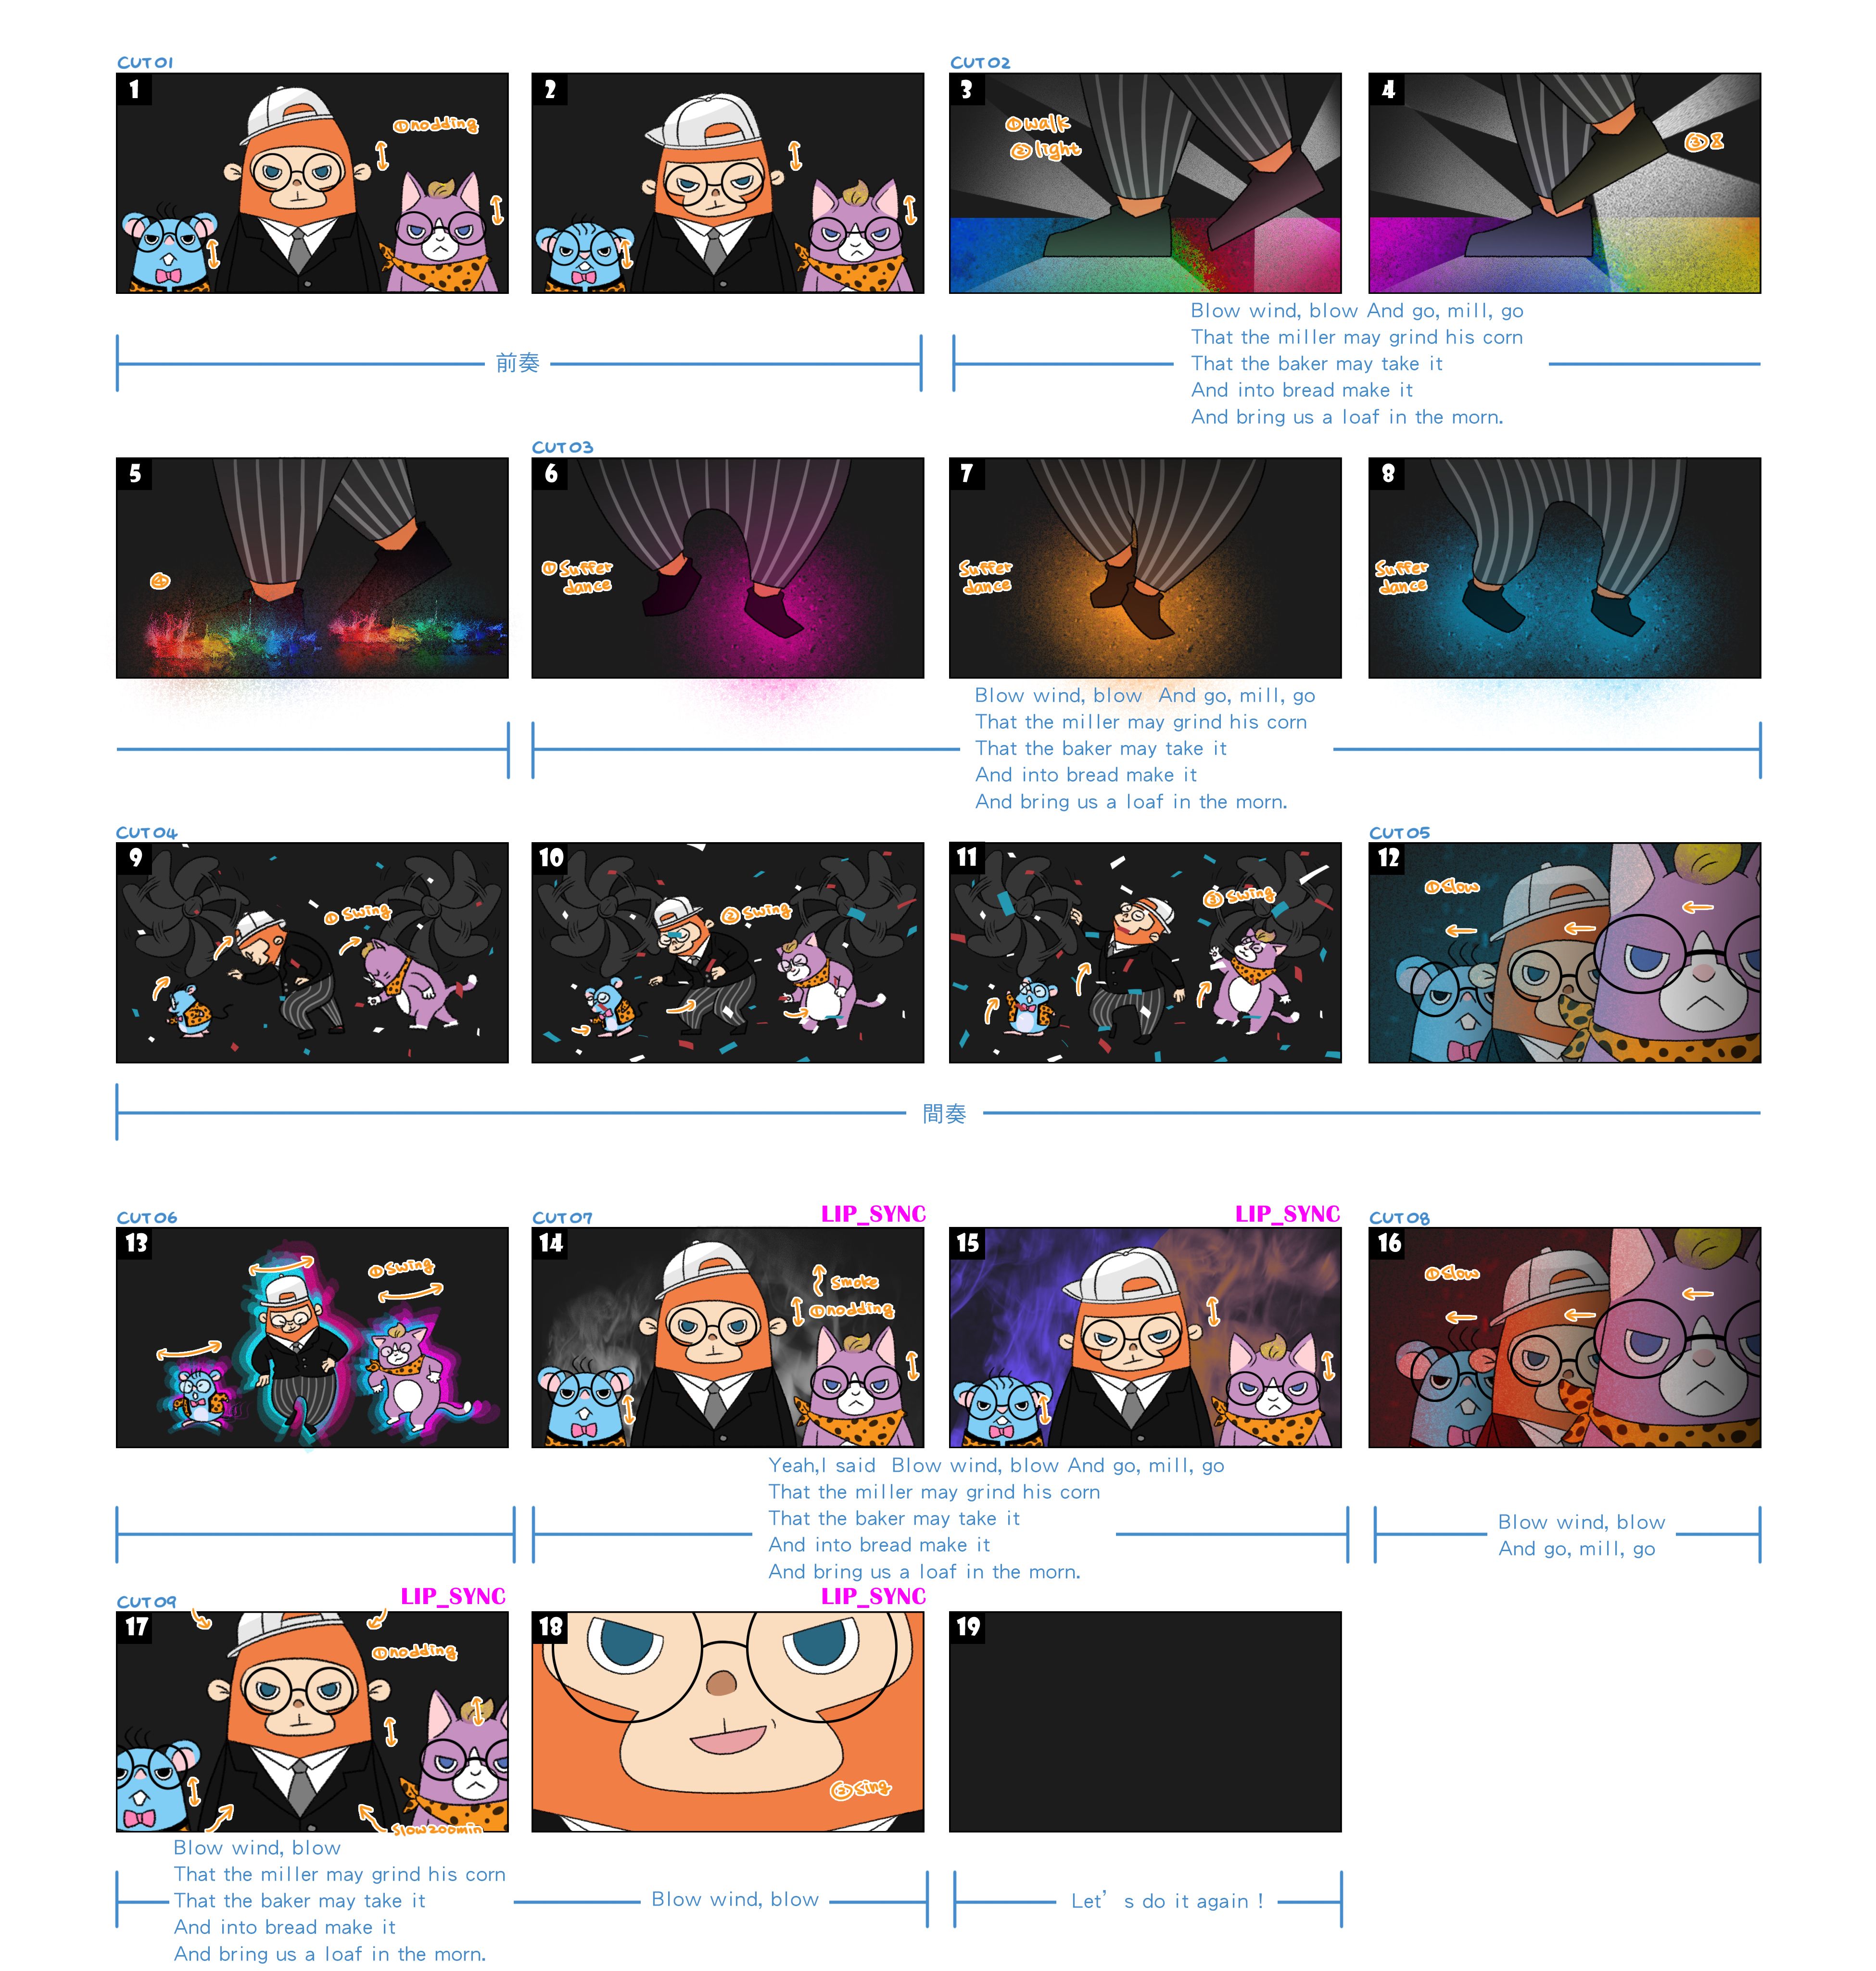 CUT01
1
①nodding
2
CUT02
3
①walk
②light
4
③8
前奏
Blow wind, blow And go, mill, go
That the miller may grind his corn
That the baker may take it
And into bread make it
And bring us a loaf in the morn.
5
④
CUT03
6
①Suffer
dance
7
Suffer
dance
8
Suffer
dance
Blow wind, blow And go, mill, go
That the miller may grind his corn
That the baker may take it
And into bread make it
And bring us a loaf in the morn.
CUT04
9
①Swing
10
②Swing
11
③Swing
CUT05
12
①Slow
間奏
CUT06
13
①Swing
CUT07
LIP_SYNC
14
Smoke
①nodding
LIP_SYNC
15
CUT08
16
①Slow
Yeah,I said Blow wind, blow And go, mill, go
That the miller may grind his corn
That the baker may take it
And into bread make it
And bring us a loaf in the morn.
Blow wind, blow
And go, mill, go
CUT09
LIP_SYNC
17
①nodding
Slow zoomin
LIP_SYNC
18
②Sing
19
Blow wind, blow
That the miller may grind his corn
That the baker may take it
And into bread make it
And bring us a loaf in the morn.
Blow wind, blow
Let’s do it again !